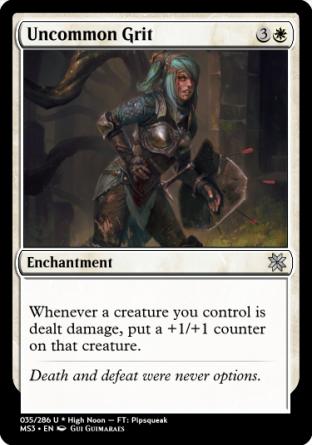 Uncommon Grit 3
Enchantment
Whenever a creature you control is
dealt damage, put a +1/+1 counter
on that creature.
Death and defeat were never options.
035/286 U * High Noon — FT: Pipsqueak
MS3 • EN Gui Guimaraes